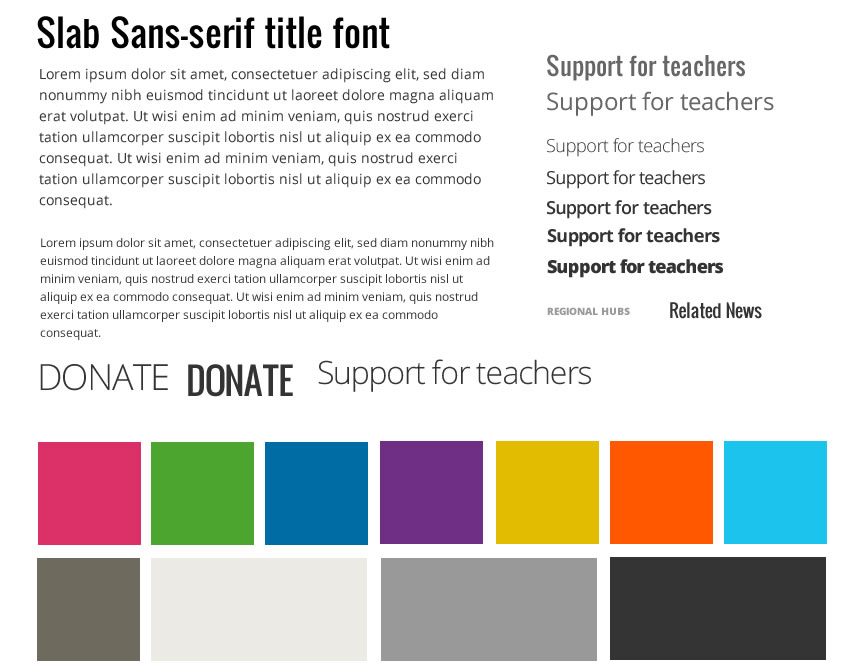 Slab Sans-serif title font
Lorem ipsum dolor sit amet, consectetuer adipiscing elit, sed diam
nonummy nibh euismod tincidunt ut laoreet dolore magna aliquam
erat volutpat. Ut wisi enim ad minim veniam, quis nostrud exerci
tation ullamcorper suscipit lobortis nisl ut aliquip ex ea commodo
consequat. Ut wisi enim ad minim veniam, quis nostrud exerci
tation ullamcorper suscipit lobortis nisl ut aliquip ex ea commodo
consequat.
Lorem ipsum dolor sit amet, consectetuer adipiscing elit, sed diam nonummy nibh
euismod tincidunt ut laoreet dolore magna aliquam erat volutpat. Ut wisi enim ad
minim veniam, quis nostrud exerci tation ullamcorper suscipit lobortis nisl ut
aliquip ex ea commodo consequat. Ut wisi enim ad minim veniam, quis nostrud
exerci tation ullamcorper suscipit lobortis nisl ut aliquip ex ea commodo
consequat.
Support for teachers
Support for teachers
Support for teachers
Support for teachers
Support for teachers
Support for teachers
Support for teachers
REGIONAL HUBS
Related News
DONATE
DONATE
Support for teachers